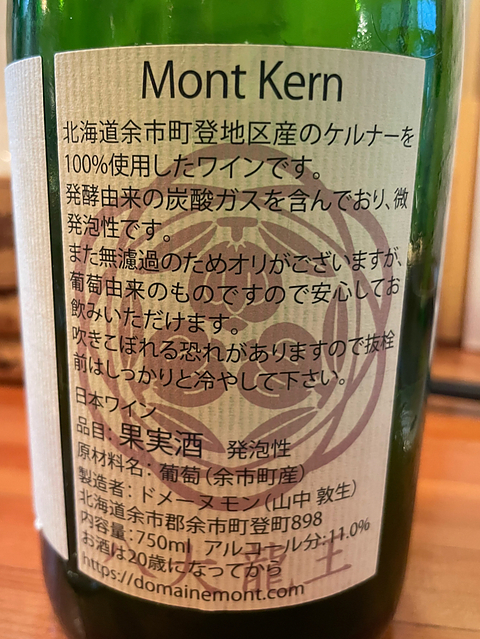 Mont Kern
北海道余市町登地区産のケルナーを
100%使用したワインです。
発酵由来の炭酸ガスを含んでおり、微
発泡性です。
また無濾過のためオリがございますが、
葡萄由来のものですので安心してお
飲みいただけます。
吹きこぼれる恐れがありますので抜栓
前はしっかりと冷やして下さい。
日本ワイン
品目：果実酒 発泡性
原材料名：葡萄（余市町産）
製造者：ドメーヌモン（山中 敦生）
北海道余市郡余市町登町898
内容量：750ml アルコール分：11.0%
お酒は20歳になってから
https://domainemont.com
龍王